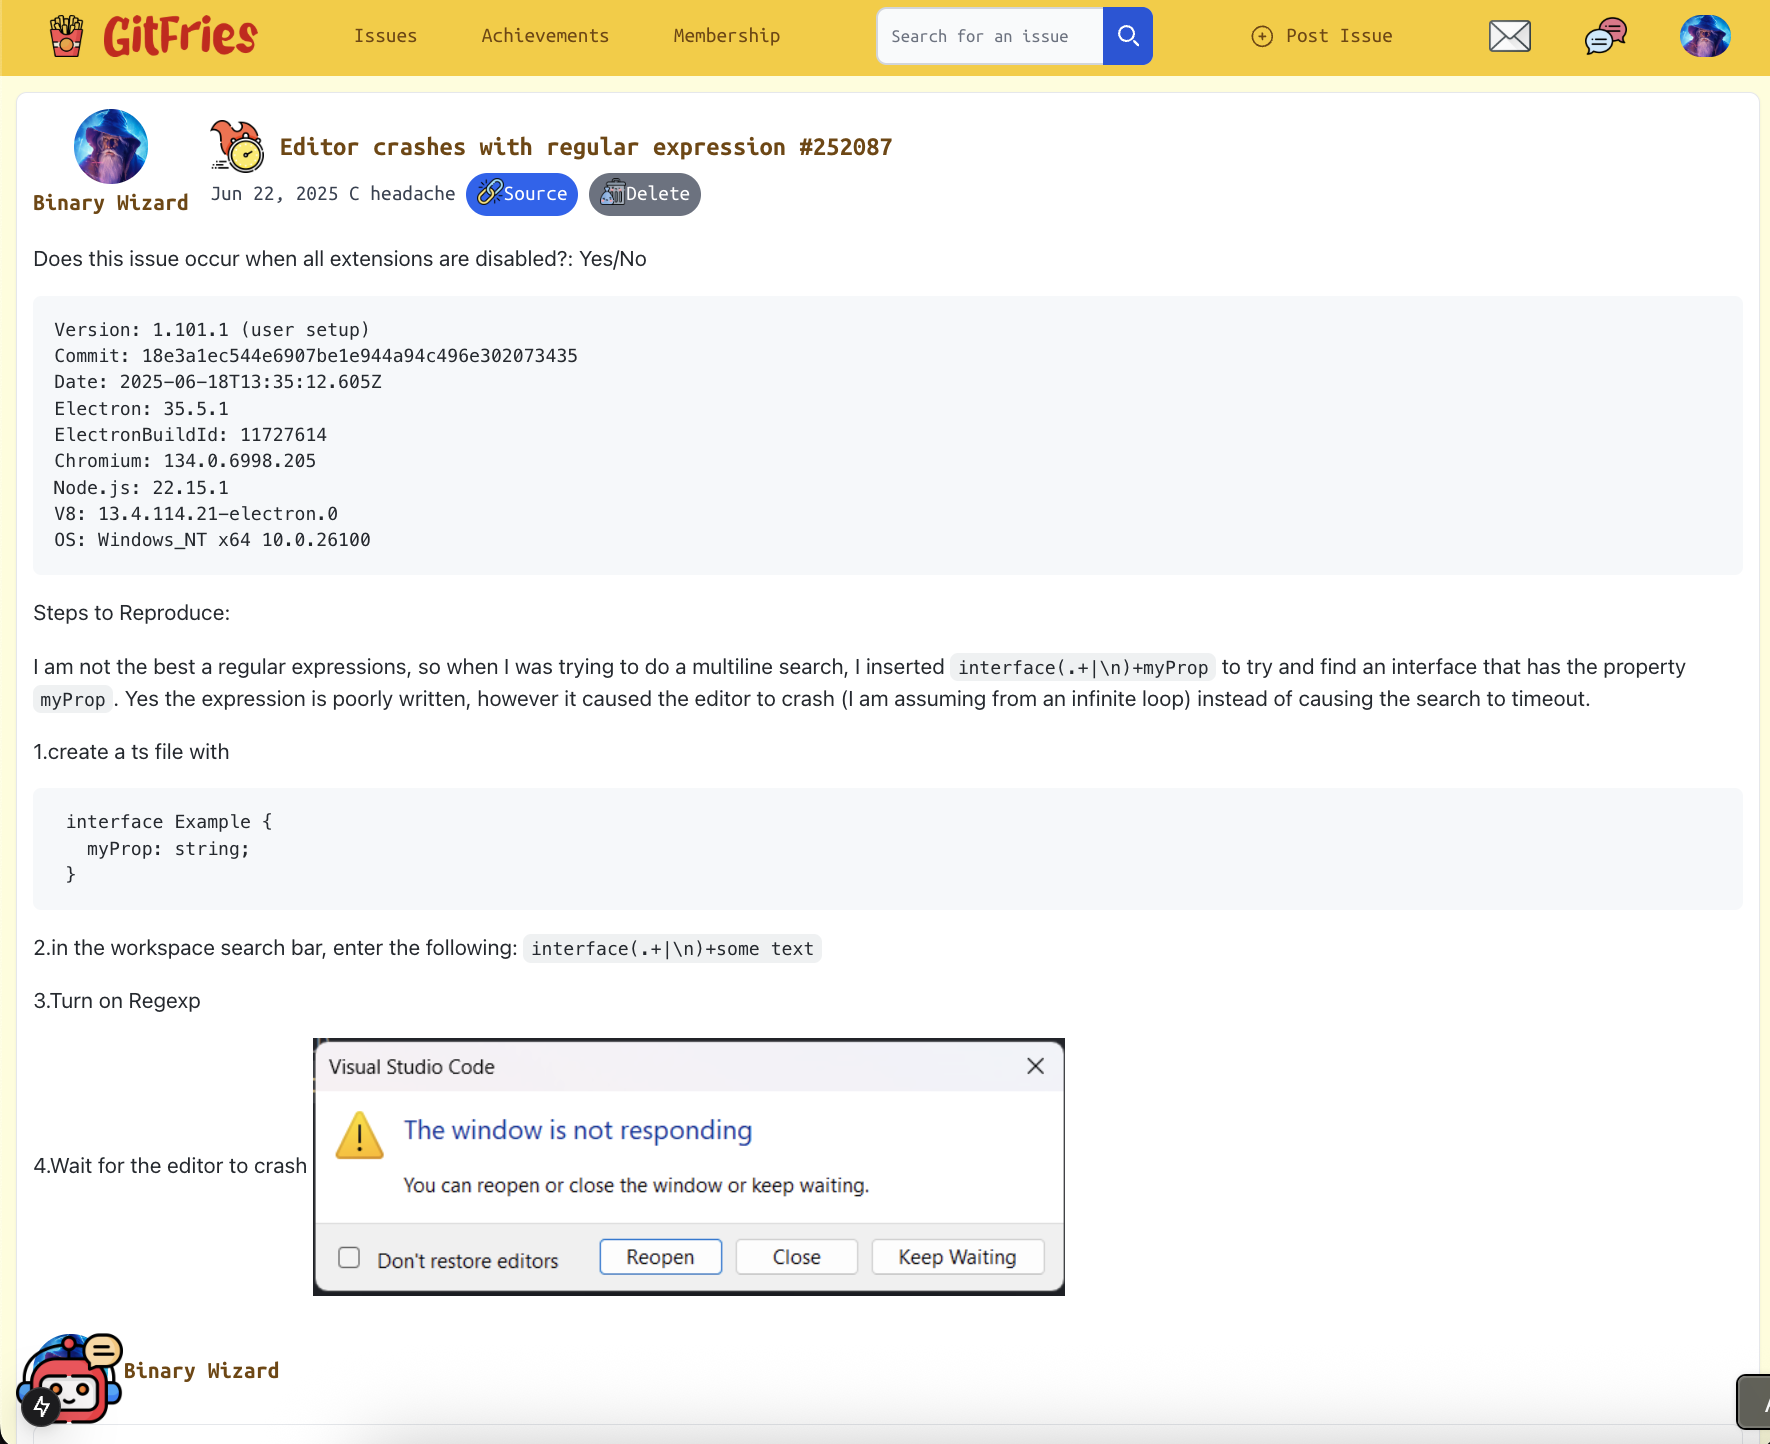 GitFries
Issues
Achievements
Membership
Search for an issue
Post Issue
Binary Wizard
Editor crashes with regular expression #252087
Jun 22, 2025 C headache
Source
Delete
Does this issue occur when all extensions are disabled?: Yes/No
Version: 1.101.1 (user setup)
Commit: 18e3a1ec544e6907be1e944a94c496e302073435
Date: 2025-06-18T13:35:12.605Z
Electron: 35.5.1
ElectronBuildId: 11727614
Chromium: 134.0.6998.205
Node.js: 22.15.1
V8: 13.4.114.21-electron.0
OS: Windows_NT x64 10.0.26100
Steps to Reproduce:
I am not the best a regular expressions, so when I was trying to do a multiline search, I inserted interface(.+|\n)+myProp to try and find an interface that has the property
myProp . Yes the expression is poorly written, however it caused the editor to crash (I am assuming from an infinite loop) instead of causing the search to timeout.
1.create a ts file with
interface Example {
myProp: string;
}
2.in the workspace search bar, enter the following: interface(.+|\n)+some text
3.Turn on Regexp
Visual Studio Code
The window is not responding
4.Wait for the editor to crash
You can reopen or close the window or keep waiting.
Don't restore editors
Reopen
Close
Keep Waiting
Binary Wizard